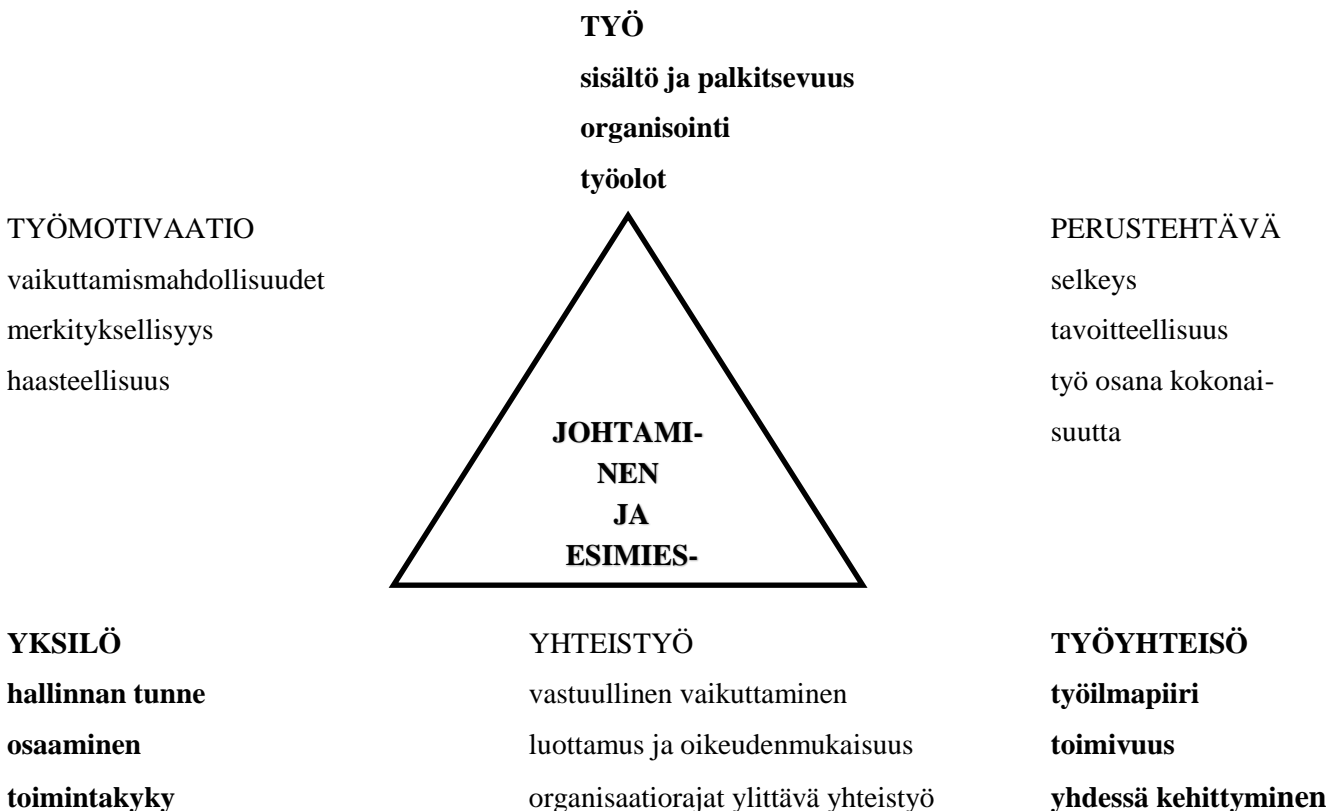 TYÖ
sisältö ja palkitsevuus
organisointi
työolot
TYÖMOTIVAATIO
vaikuttamismahdollisuudet
merkityksellisyys
haasteellisuus
PERUSTEHTÄVÄ
selkeys
tavoitteellisuus
työ osana kokonai-
suutta
JOHTAMI-
NEN
JA
ESIMIES-
YKSILÖ
hallinnan tunne
osaaminen
toimintakyky
YHTEISTYÖ
vastuullinen vaikuttaminen
luottamus ja oikeudenmukaisuus
organisaatiorajat ylittävä yhteistyö
TYÖYHTEISÖ
työilmapiiri
toimivuus
yhdessä kehittyminen